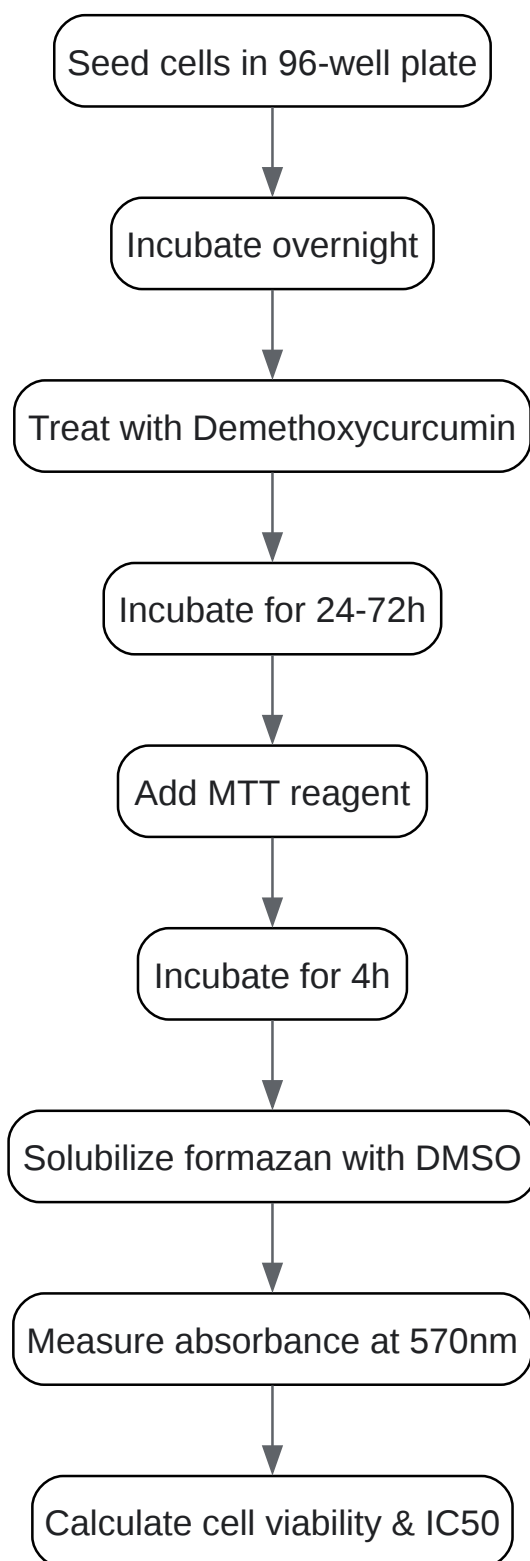 Seed cells in 96-well plate
Incubate overnight
Treat with Demethoxycurcumin
Incubate for 24-72h
Add MTT reagent
Incubate for 4h
Solubilize formazan with DMSO
Measure absorbance at 570nm
Calculate cell viability & IC50